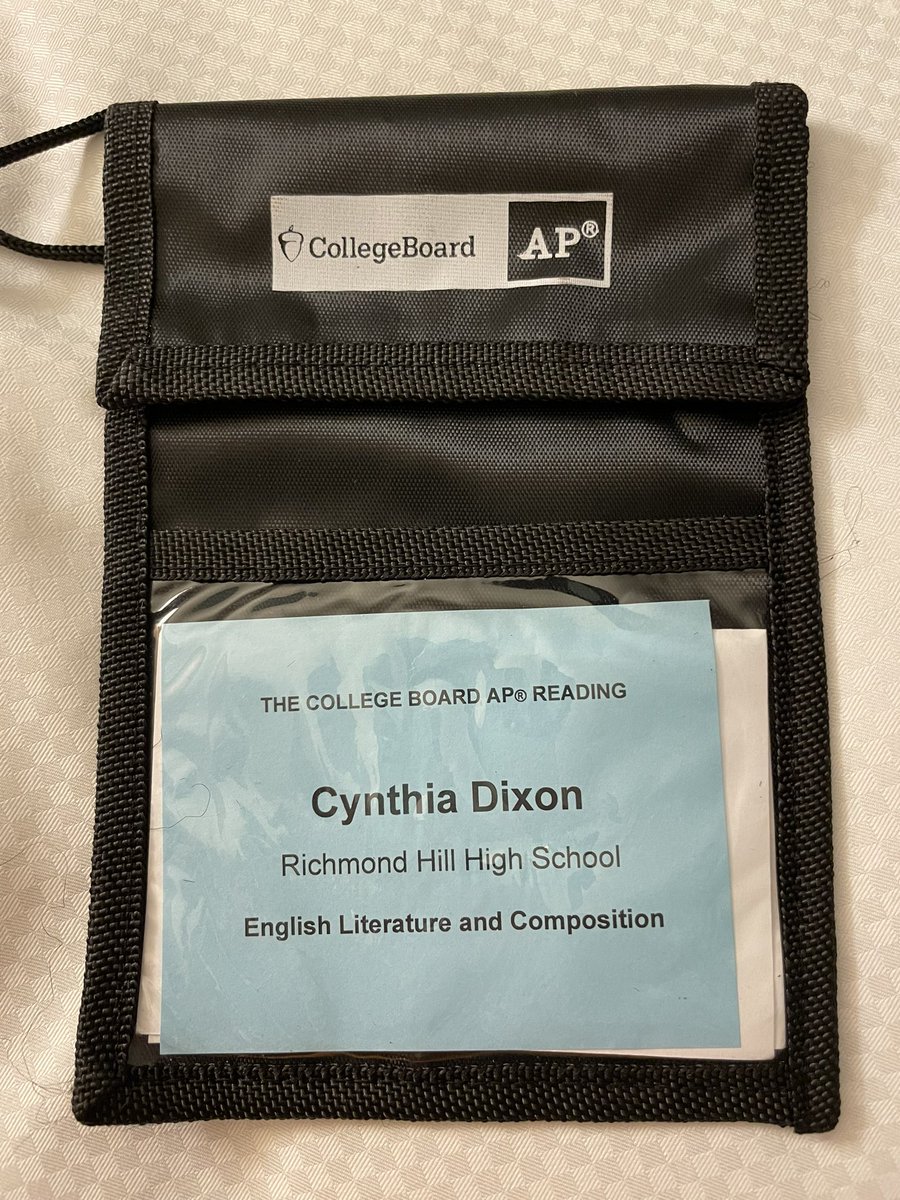 CollegeBoard AP®
THE COLLEGE BOARD AP® READING
Cynthia Dixon
Richmond Hill High School
English Literature and Composition